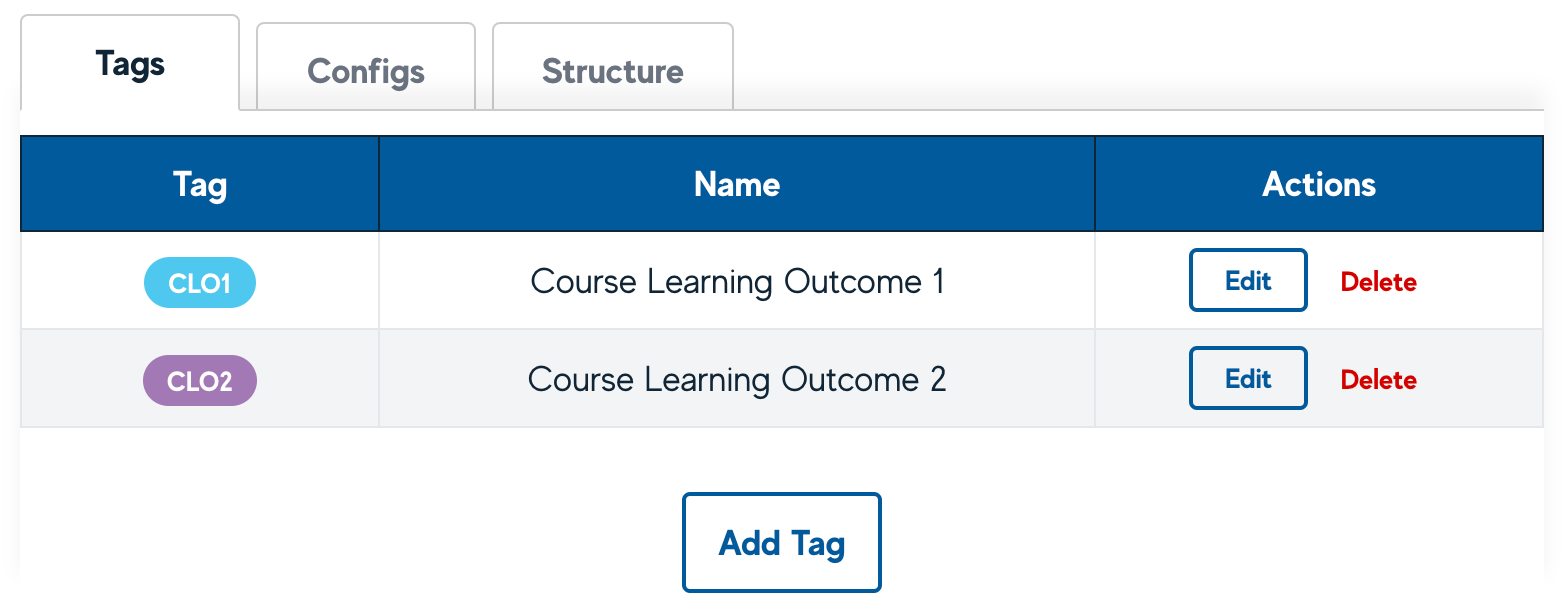 Tags Configs Structure
Tag Name Actions
CLO1 Course Learning Outcome 1 Edit Delete
CLO2 Course Learning Outcome 2 Edit Delete
Add Tag